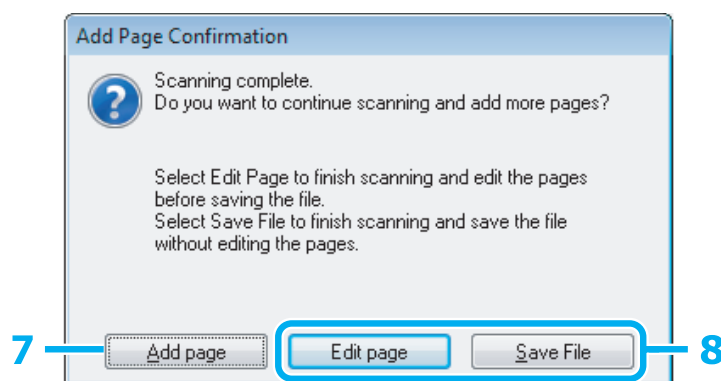 Add Page Confirmation
Scanning complete.
Do you want to continue scanning and add more pages?
Select Edit Page to finish scanning and edit the pages
before saving the file.
Select Save File to finish scanning and save the file
without editing the pages.
7 Add page Edit page Save File 8